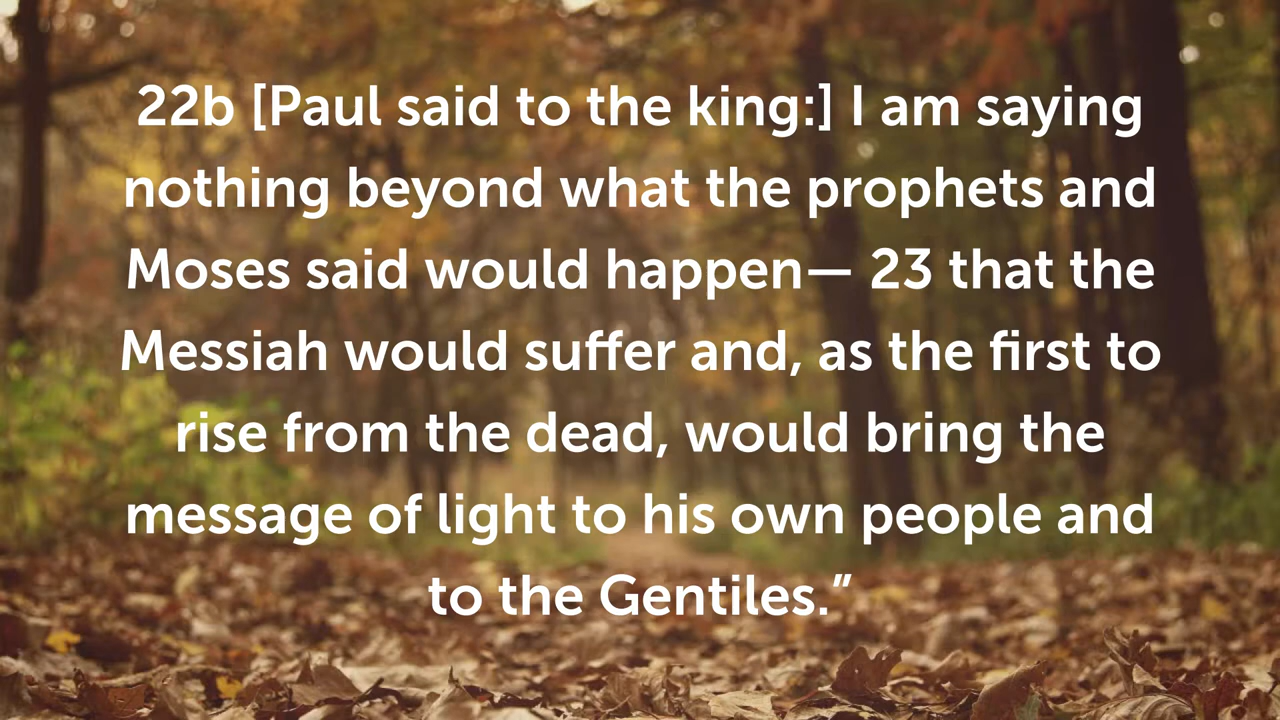 22b [Paul said to the king:] I am saying
nothing beyond what the prophets and
Moses said would happen— 23 that the
Messiah would suffer and, as the first to
rise from the dead, would bring the
message of light to his own people and
to the Gentiles.”